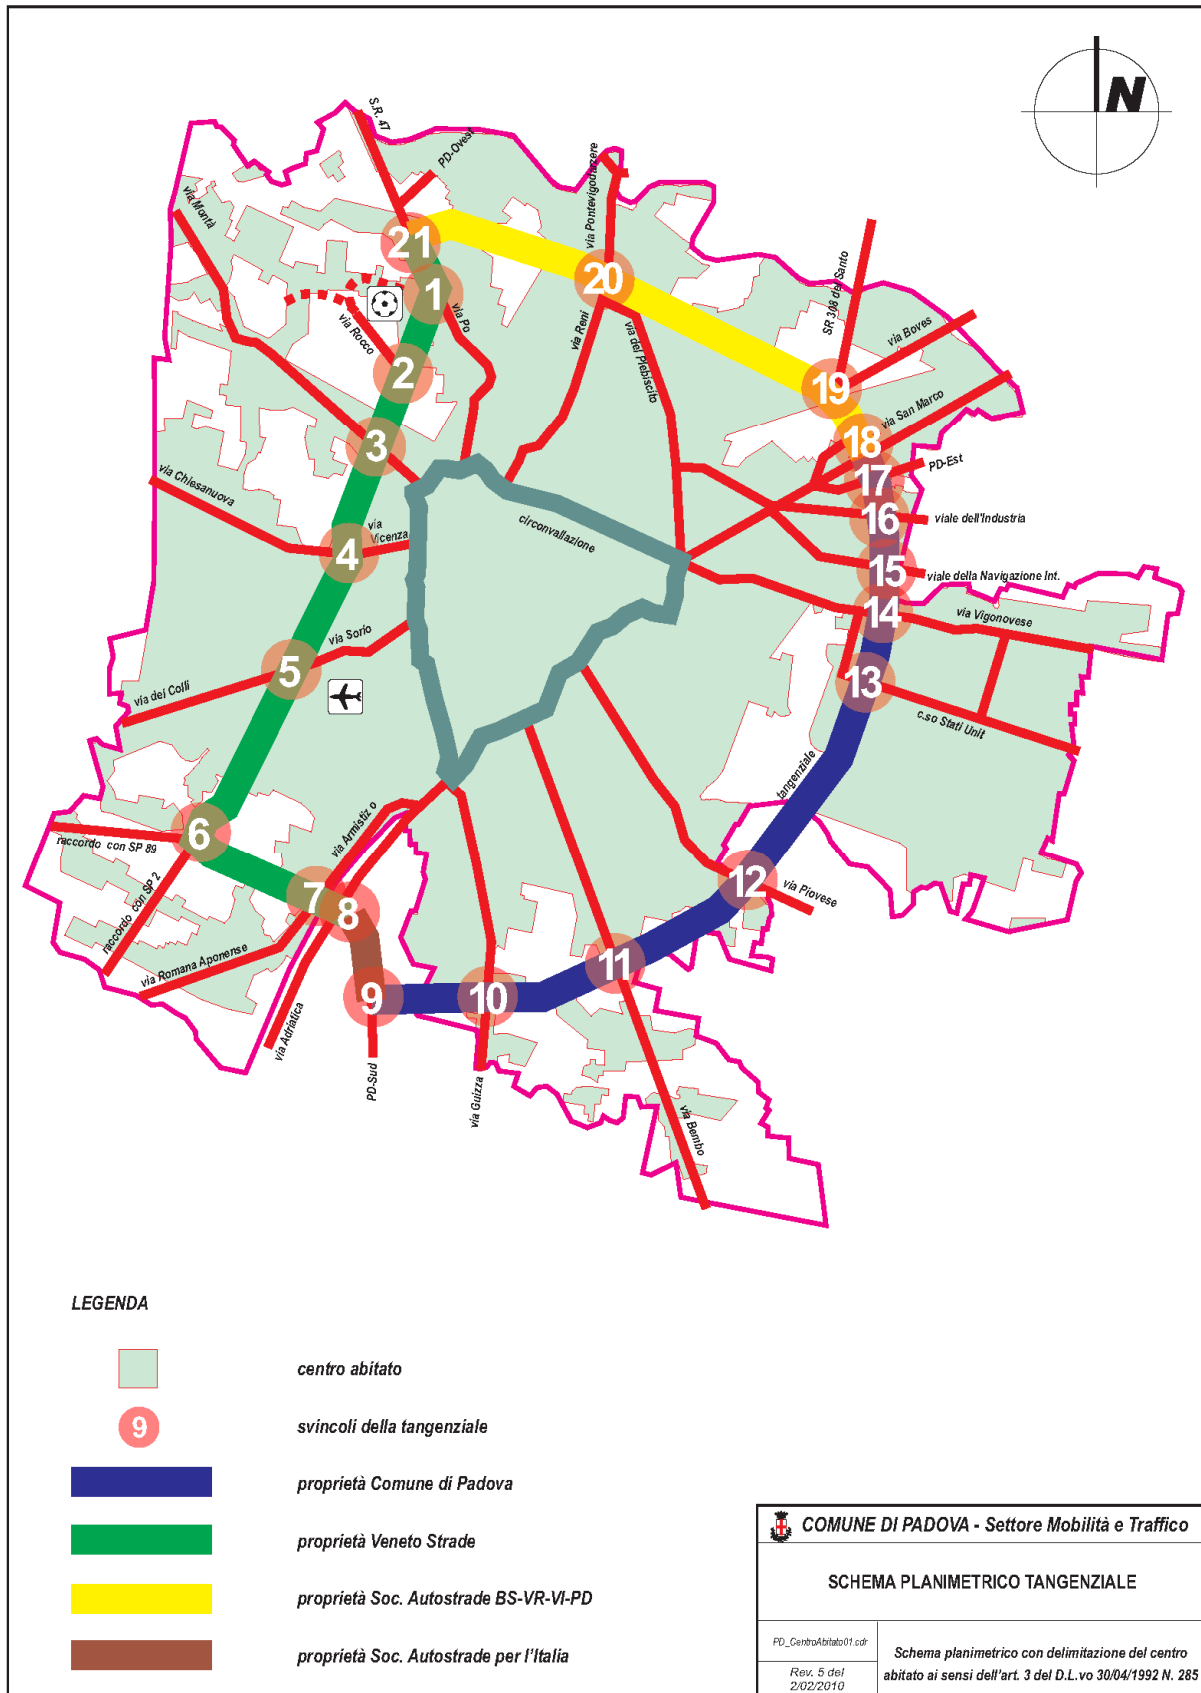 N
S.R. 47
PD-Ovest
via Pontevigodarzere
via Montà
21
20
1
via Po
via Rocco
2
via Reni
via del Plebiscito
SR 308 del Santo
via Boves
19
18
via San Marco
17
PD-Est
3
via Chiesanuova
via
Vicenza
4
circonvallazione
16
viale dell'Industria
15
viale della Navigazione Int.
14
via Vigonovese
via Sorio
5
13
via dei Colli
c.so Stati Unit
tangenziale
6
raccordo con SP 89
raccordo con SP 2
via Armistiz o
7
8
12
via Piovese
via Romana Aponense
11
9
10
via Adriatica
PD-Sud
via Guizza
via Bembo
LEGENDA
centro abitato
9
svincoli della tangenziale
proprietà Comune di Padova
proprietà Veneto Strade
proprietà Soc. Autostrade BS-VR-VI-PD
proprietà Soc. Autostrade per l'Italia
COMUNE DI PADOVA - Settore Mobilità e Traffico
SCHEMA PLANIMETRICO TANGENZIALE
PD_CentroAbitato01.cdr
Rev. 5 del
2/02/2010
Schema planimetrico con delimitazione del centro
abitato ai sensi dell'art. 3 del D.L.vo 30/04/1992 N. 285